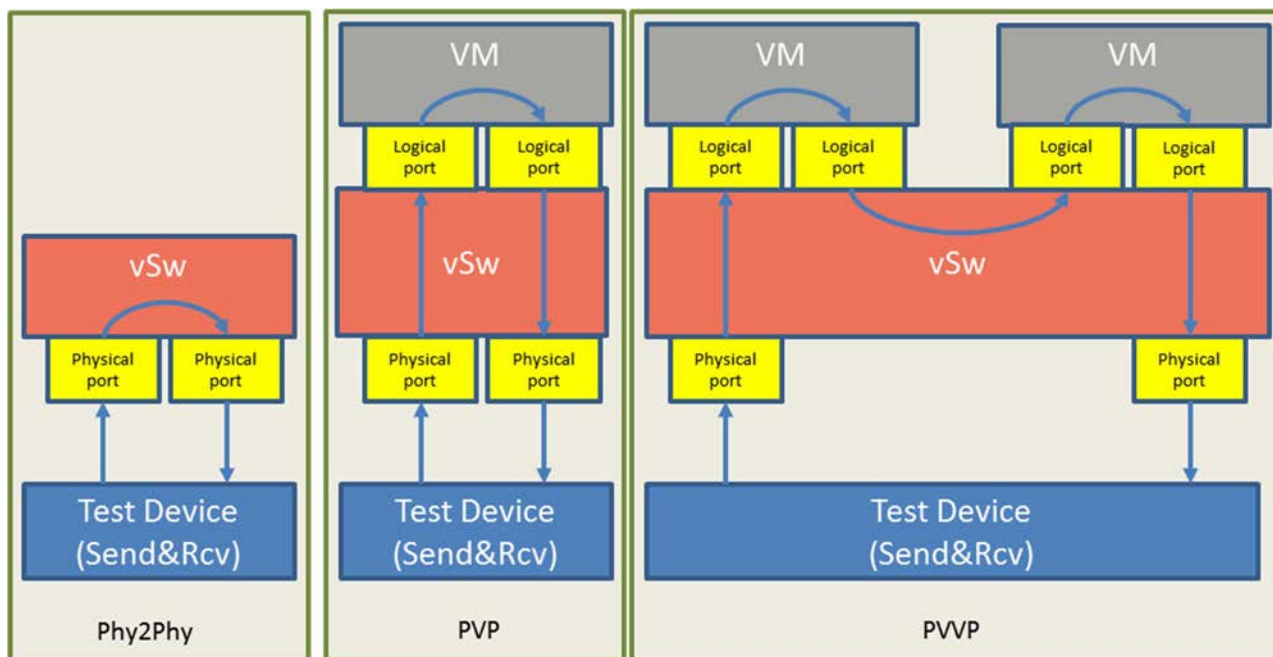 vSw
Physical
port
Physical
port
Test Device
(Send&Rcv)
Phy2Phy
VM
Logical
port
Logical
port
vSw
Physical
port
Physical
port
Test Device
(Send&Rcv)
PVP
VM
VM
Logical
port
Logical
port
Logical
port
Logical
port
vSw
Physical
port
Physical
port
Test Device
(Send&Rcv)
PVVP